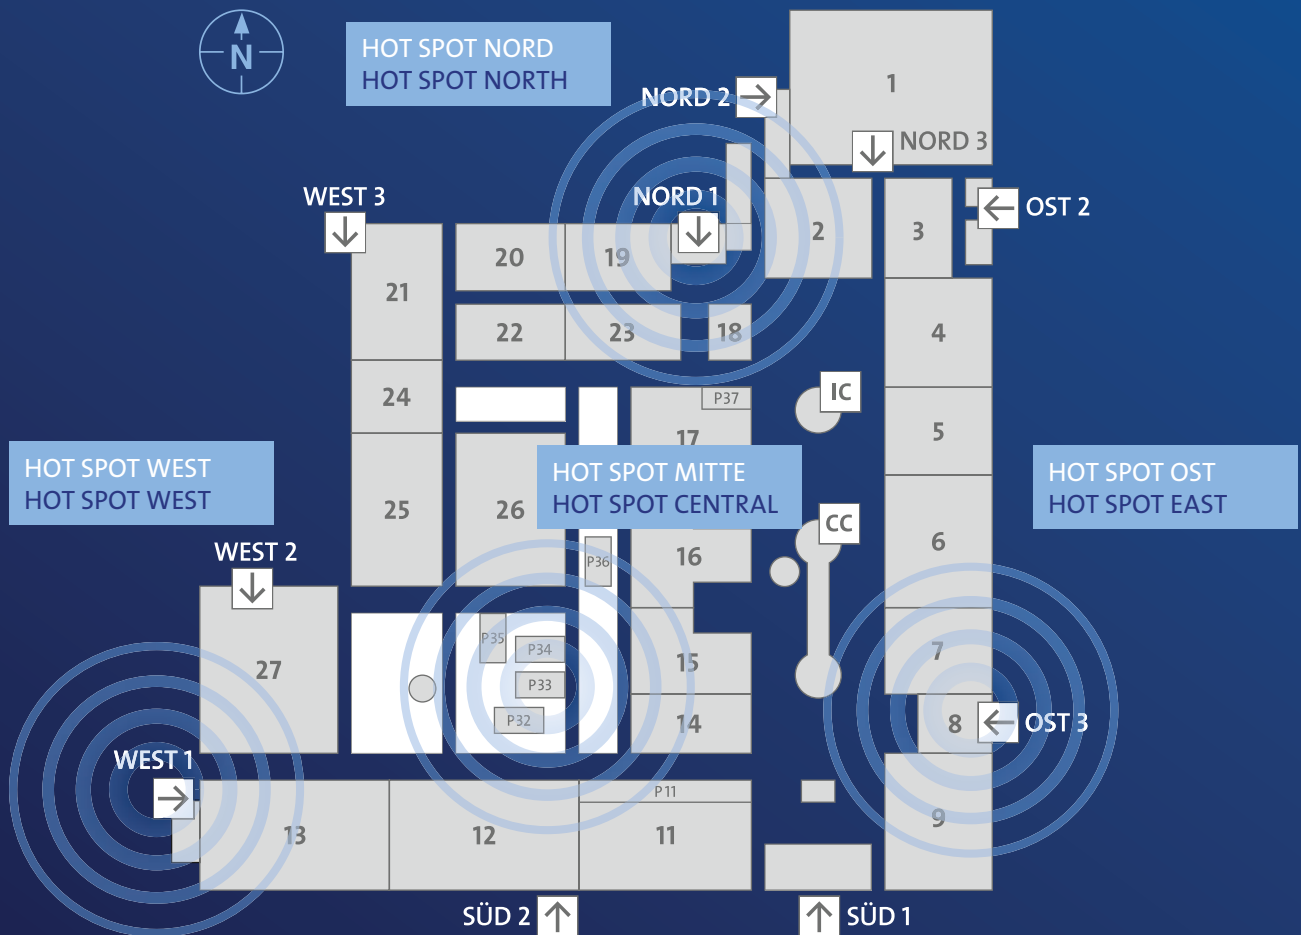 N
HOT SPOT NORD
HOT SPOT NORTH
1
NORD 2
NORD 3
WEST 3
NORD 1
OST 2
2
3
20
19
21
22
23
18
4
24
IC
P37
17
5
HOT SPOT WEST
HOT SPOT WEST
HOT SPOT MITTE
HOT SPOT CENTRAL
HOT SPOT OST
HOT SPOT EAST
25
26
CC
WEST 2
P36
16
6
27
P35
P34
15
7
P33
P32
14
8
OST 3
WEST 1
P11
13
12
11
9
SÜD 2
SÜD 1